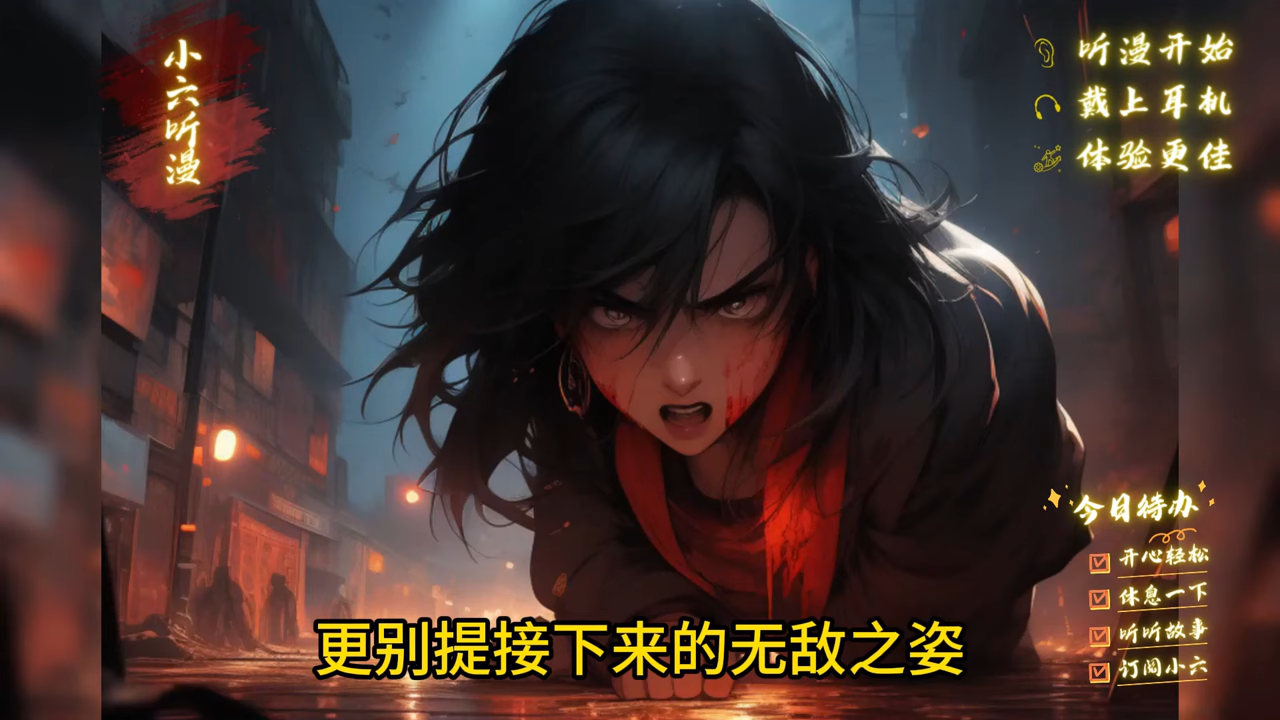 小六听漫
听漫开始
戴上耳机
体验更佳
今日待办
开心轻松
休息一下
听听故事
订阅小六
更别提接下来的无敌之姿